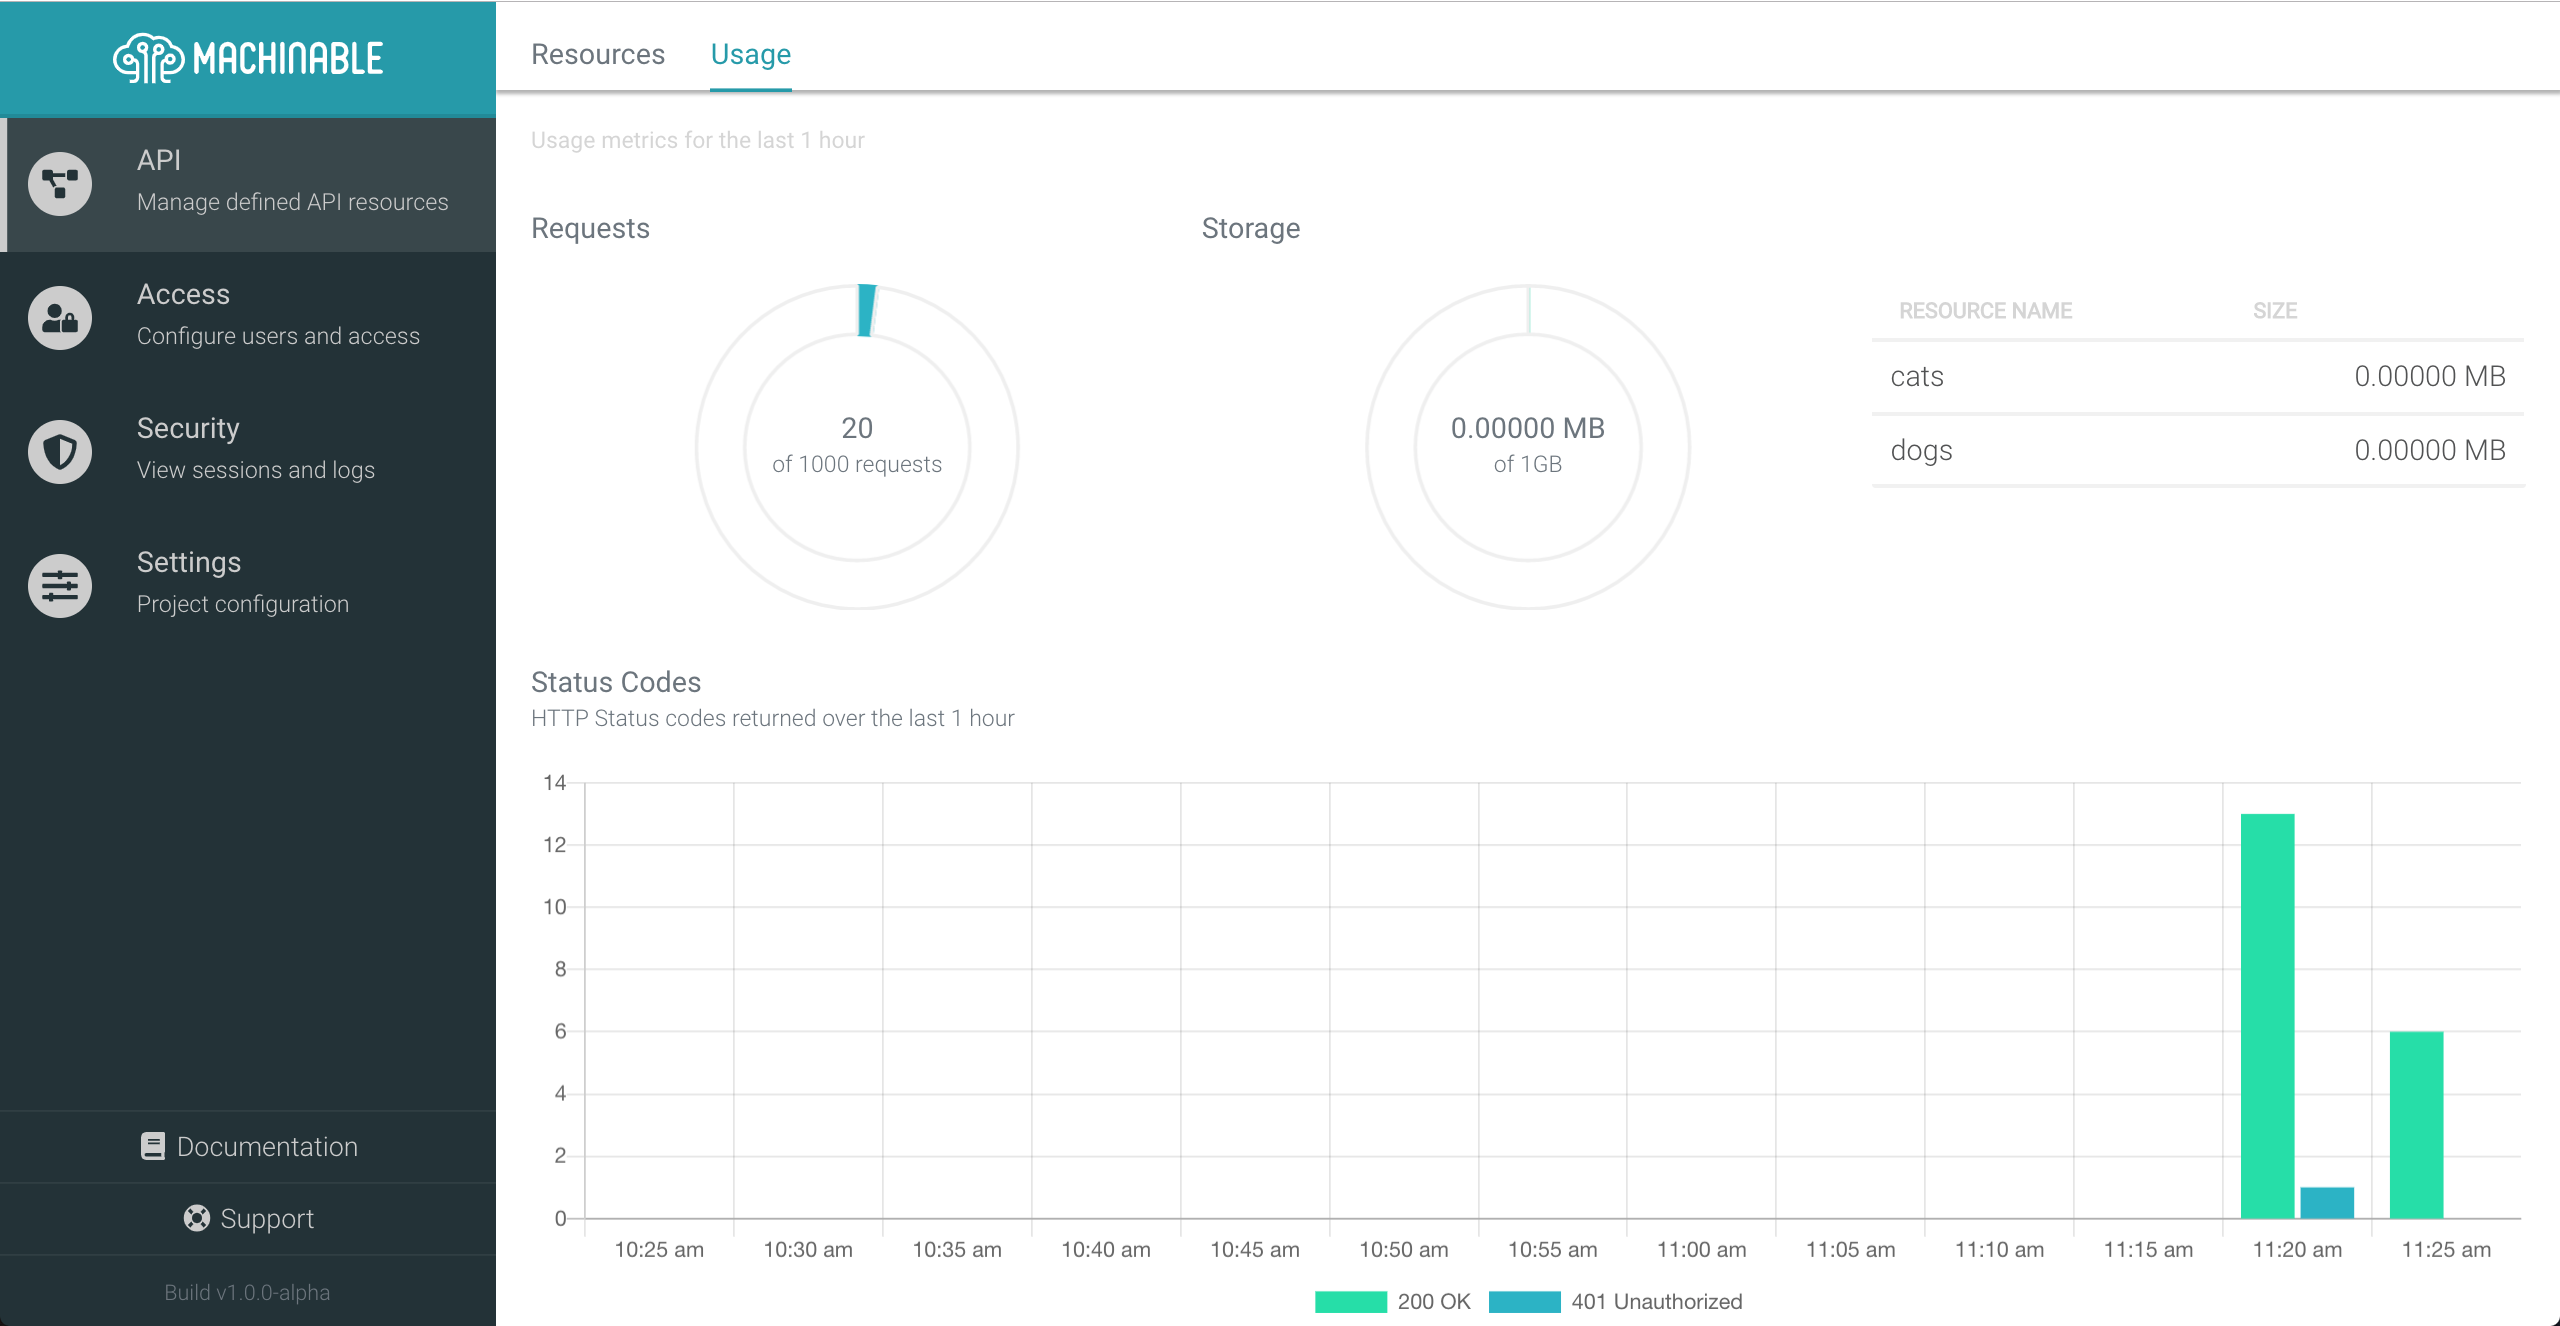 MACHINABLE
API
Manage defined API resources
Access
Configure users and access
Security
View sessions and logs
Settings
Project configuration
Documentation
Support
Build v1.0.0-alpha
Resources Usage
Usage metrics for the last 1 hour
Requests
20
of 1000 requests
Storage
0.00000 MB
of 1GB
RESOURCE NAME SIZE
cats 0.00000 MB
dogs 0.00000 MB
Status Codes
HTTP Status codes returned over the last 1 hour
14
12
10
8
6
4
2
0
10:25 am 10:30 am 10:35 am 10:40 am 10:45 am 10:50 am 10:55 am 11:00 am 11:05 am 11:10 am 11:15 am 11:20 am 11:25 am
200 OK 401 Unauthorized